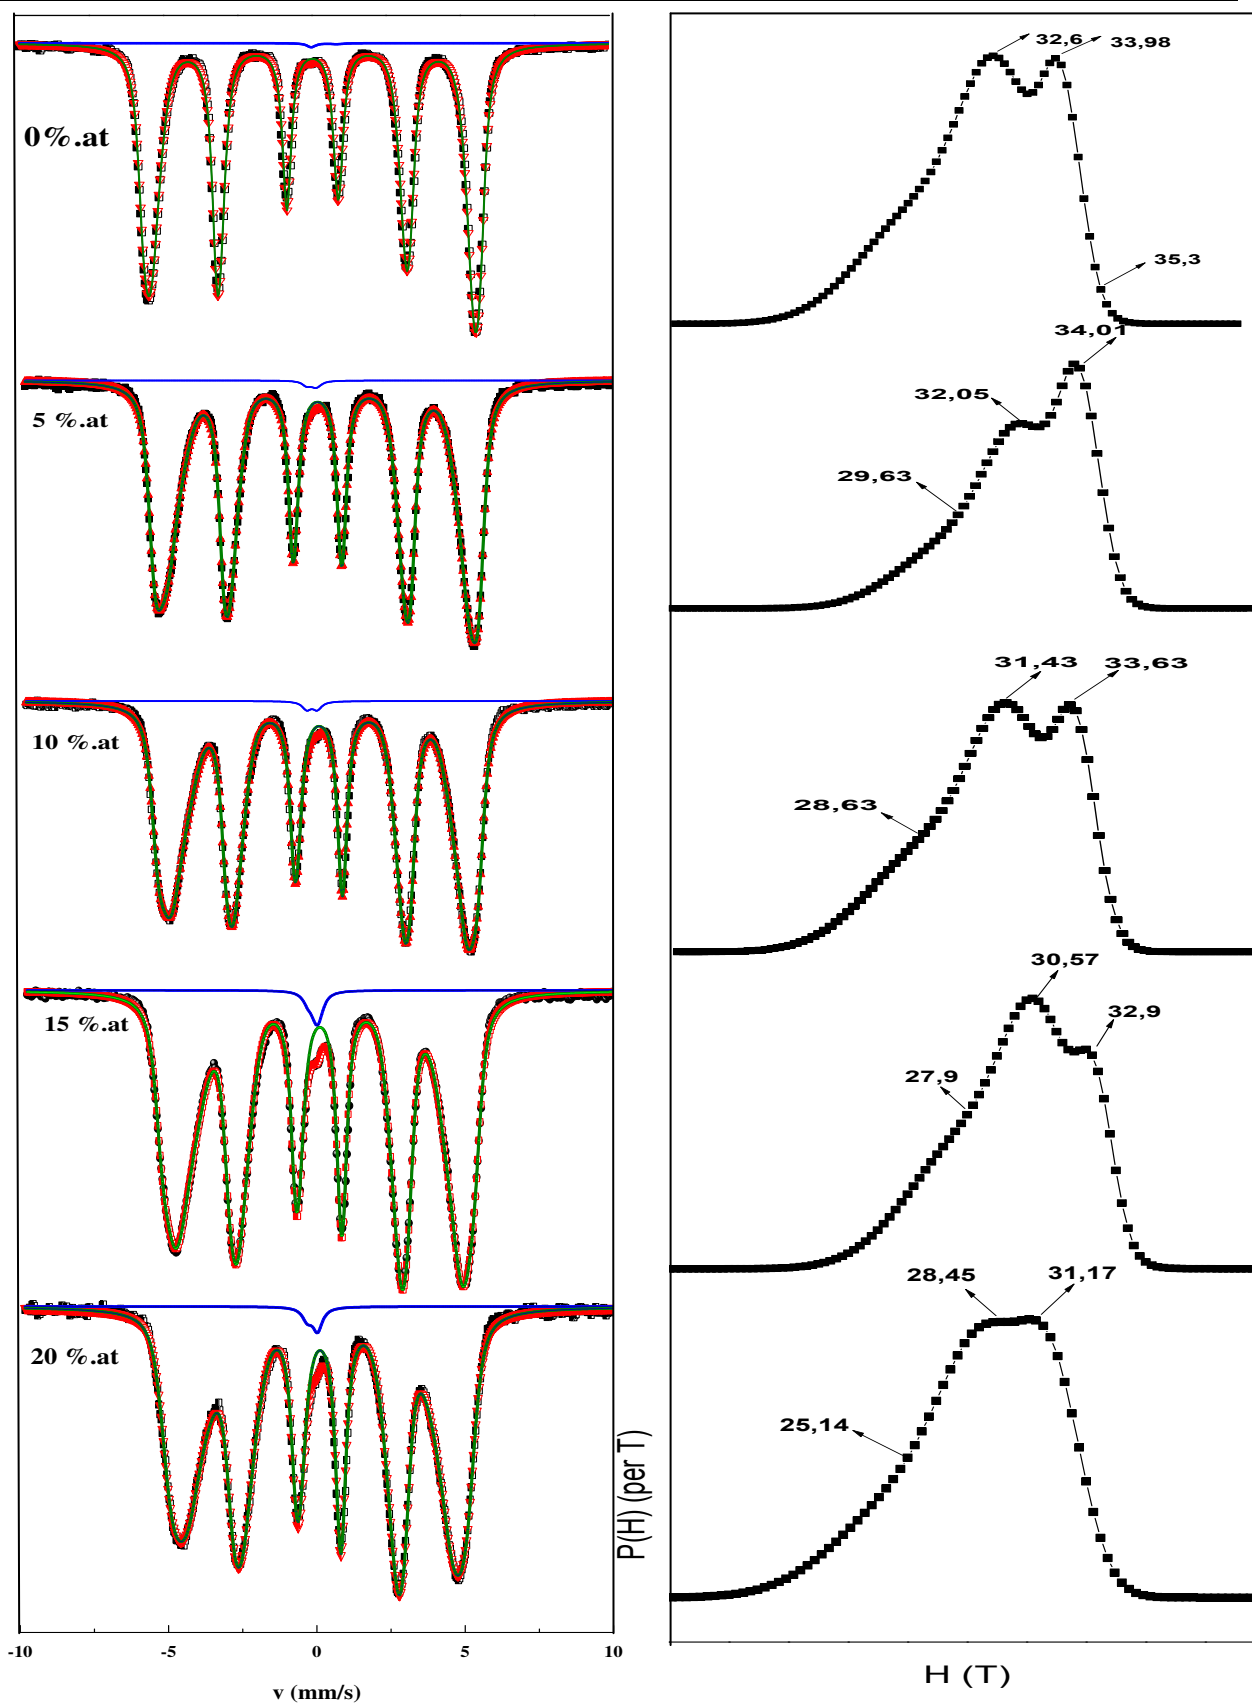 0%.at
5 %.at
10 %.at
15 %.at
20 %.at
-10 -5 0 5 10
v (mm/s)
32,6 33,98
35,3
34,01
32,05
29,63
31,43 33,63
28,63
30,57
32,9
27,9
28,45 31,17
25,14
P(H) (per T)
H (T)